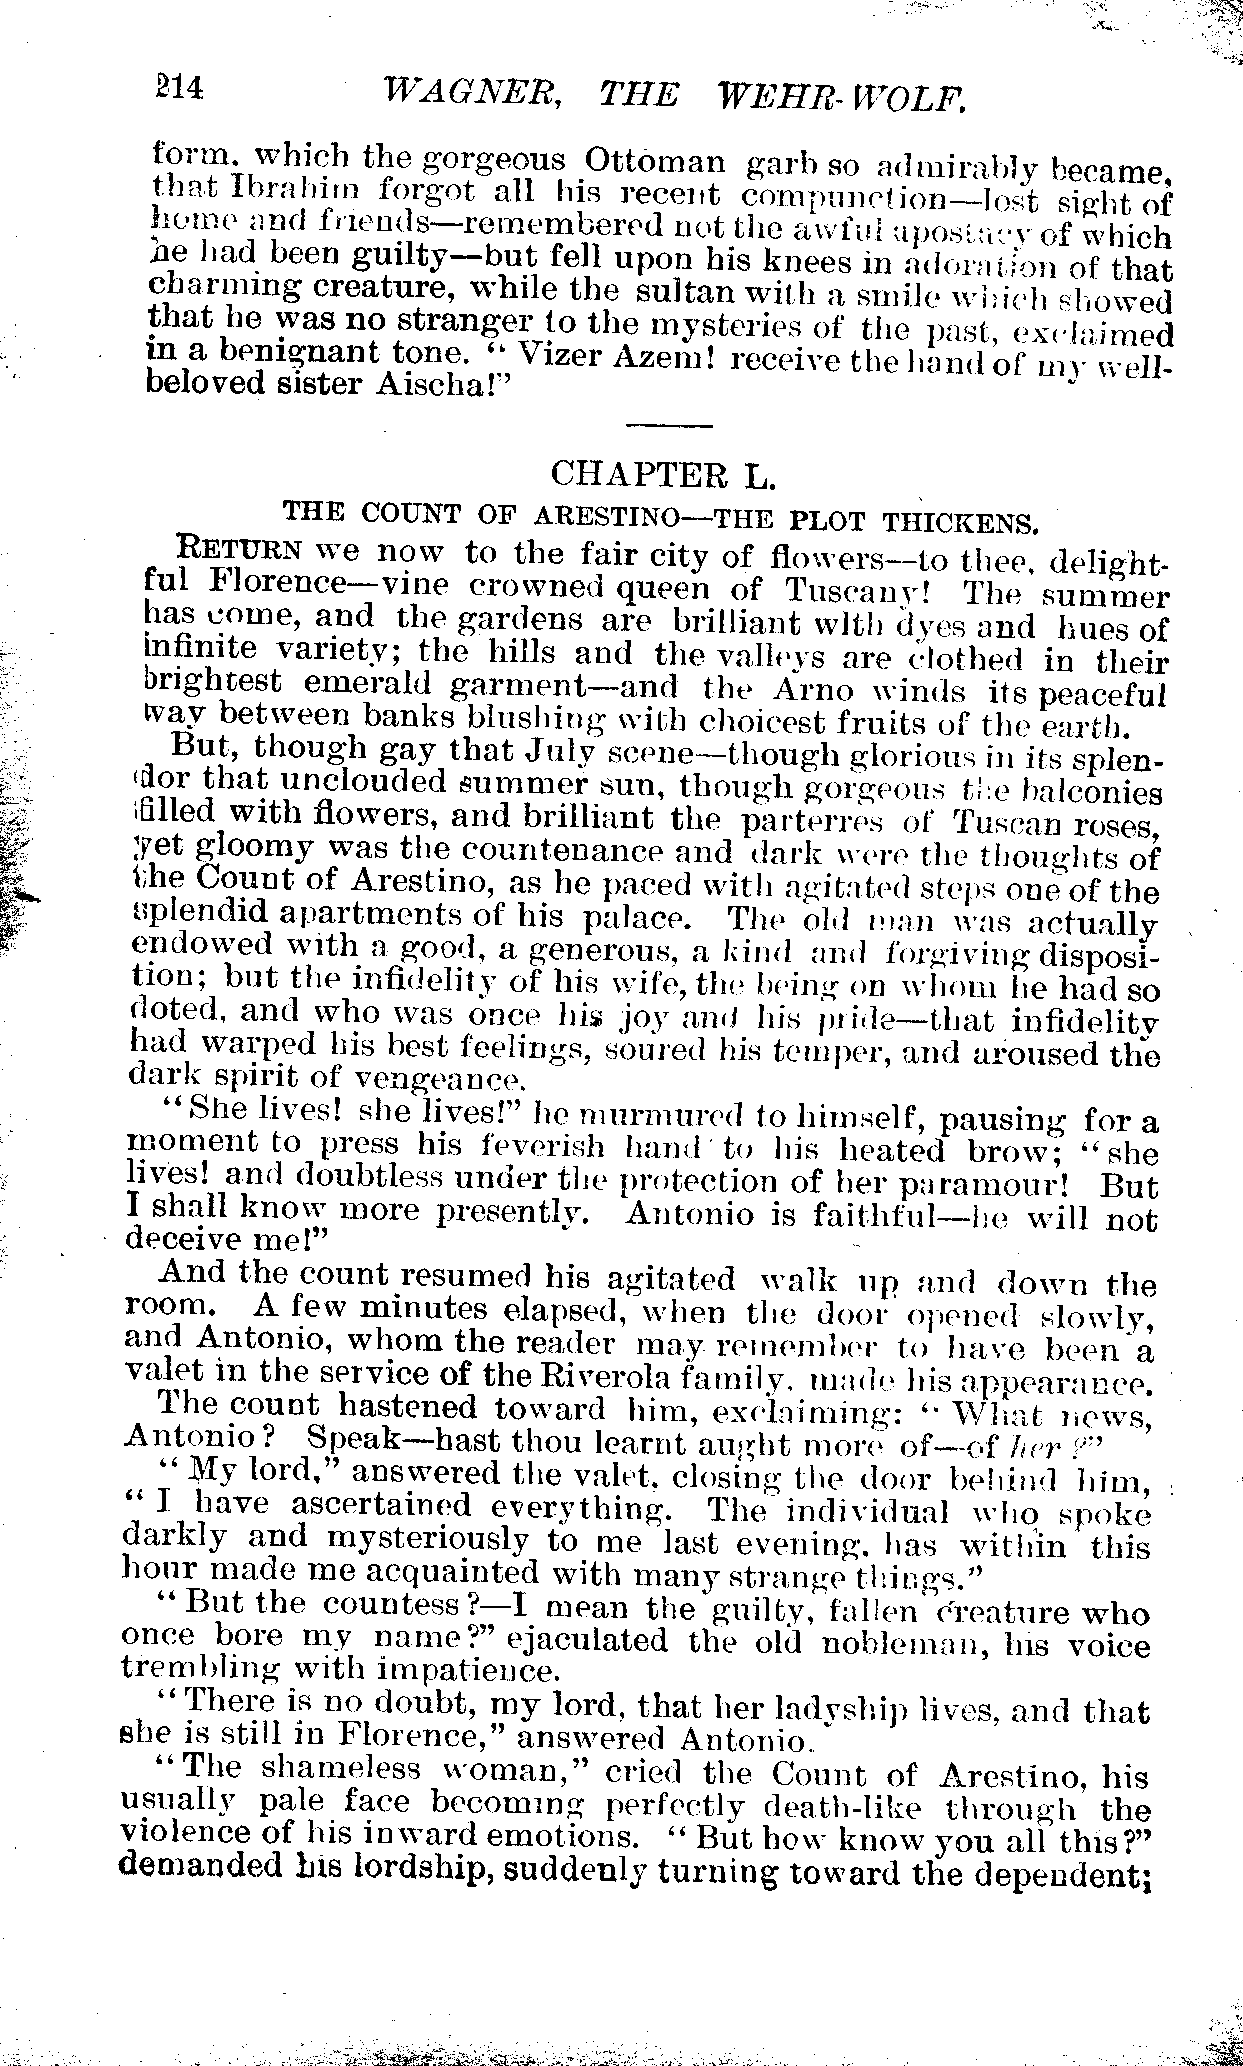 214 WAGNER, THE WEHR-WOLF.
form, which the gorgeous Ottoman garb so admirably became,
that Ibrahim forgot all his recent compunction—lost sight of
home and friends—remembered not the awful apostacy of which
he had been guilty—but fell upon his knees in adoration of that
charming creature, while the sultan with a smile which showed
that he was no stranger to the mysteries of the past, exclaimed
in a benignant tone. "Vizer Azem! receive the hand of my well-
beloved sister Aischa!"
CHAPTER L.
THE COUNT OF ARESTINO—THE PLOT THICKENS.
RETURN we now to the fair city of flowers—to thee, delight-
ful Florence—vine crowned queen of Tuscany! The summer
has come, and the gardens are brilliant with dyes and hues of
infinite variety; the hills and the valleys are clothed in their
brightest emerald garment—and the Arno winds its peaceful
way between banks blushing with choicest fruits of the earth.
But, though gay that July scene—though glorious in its splen-
dor that unclouded summer sun, though gorgeous the balconies
filled with flowers, and brilliant the parterres of Tuscan roses,
yet gloomy was the countenance and dark were the thoughts of
the Count of Arestino, as he paced with agitated steps one of the
splendid apartments of his palace. The old man was actually
endowed with a good, a generous, a kind and forgiving disposi-
tion; but the infidelity of his wife, the being on whom he had so
doted, and who was once his joy and his pride—that infidelity
had warped his best feelings, soured his temper, and aroused the
dark spirit of vengeance.
"She lives! she lives!" he murmured to himself, pausing for a
moment to press his feverish hand to his heated brow; "she
lives! and doubtless under the protection of her paramour! But
I shall know more presently. Antonio is faithful—he will not
deceive me!"
And the count resumed his agitated walk up and down the
room. A few minutes elapsed, when the door opened slowly,
and Antonio, whom the reader may remember to have been a
valet in the service of the Riverola family, made his appearance.
The count hastened toward him, exclaiming: "What news,
Antonio? Speak—hast thou learnt aught more of—of her?"
"My lord," answered the valet, closing the door behind him,
"I have ascertained everything. The individual who spoke
darkly and mysteriously to me last evening, has within this
hour made me acquainted with many strange things."
"But the countess?—I mean the guilty, fallen creature who
once bore my name?" ejaculated the old nobleman, his voice
trembling with impatience.
"There is no doubt, my lord, that her ladyship lives, and that
she is still in Florence," answered Antonio.
"The shameless woman," cried the Count of Arestino, his
usually pale face becoming perfectly death-like through the
violence of his inward emotions. "But how know you all this?"
demanded his lordship, suddenly turning toward the dependent;